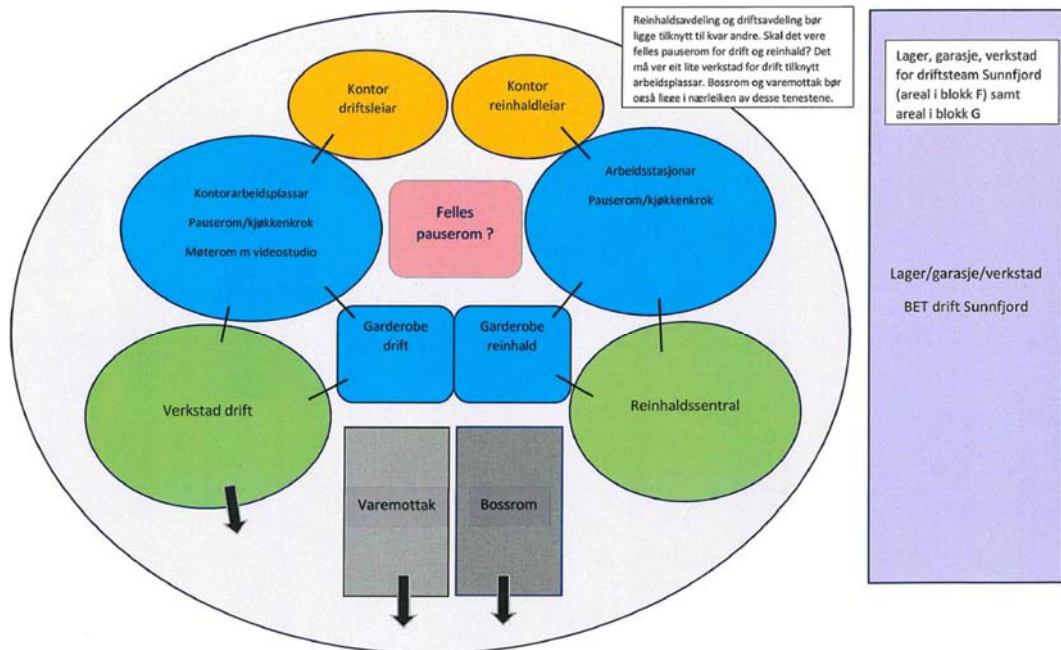 Reinhaldsavdeling og driftsavdeling bør
ligge tilknytt til kvar andre. Skal det vere
felles pauserom for drift og reinhald? Det
må ver eit lite verkstad for drift tilknytt
arbeidsplassar. Bossrom og varemottak bør
også ligge i nærleiken av desse tenestene.
Lager, garasje, verkstad
for driftsteam Sunnfjord
(areal i blokk F) samt
areal i blokk G
Kontor
driftsleiar
Kontor
reinhaldleiar
Kontorarbeidsplassar
Pauserom/kjøkkenkrok
Møterom m videostudio
Felles
pauserom ?
Arbeidsstasjonar
Pauserom/kjøkkenkrok
Lager/garasje/verkstad
BET drift Sunnfjord
Garderobe
drift
Garderobe
reinhald
Verkstad drift
Reinhaldssentral
Varemottak
Bossrom